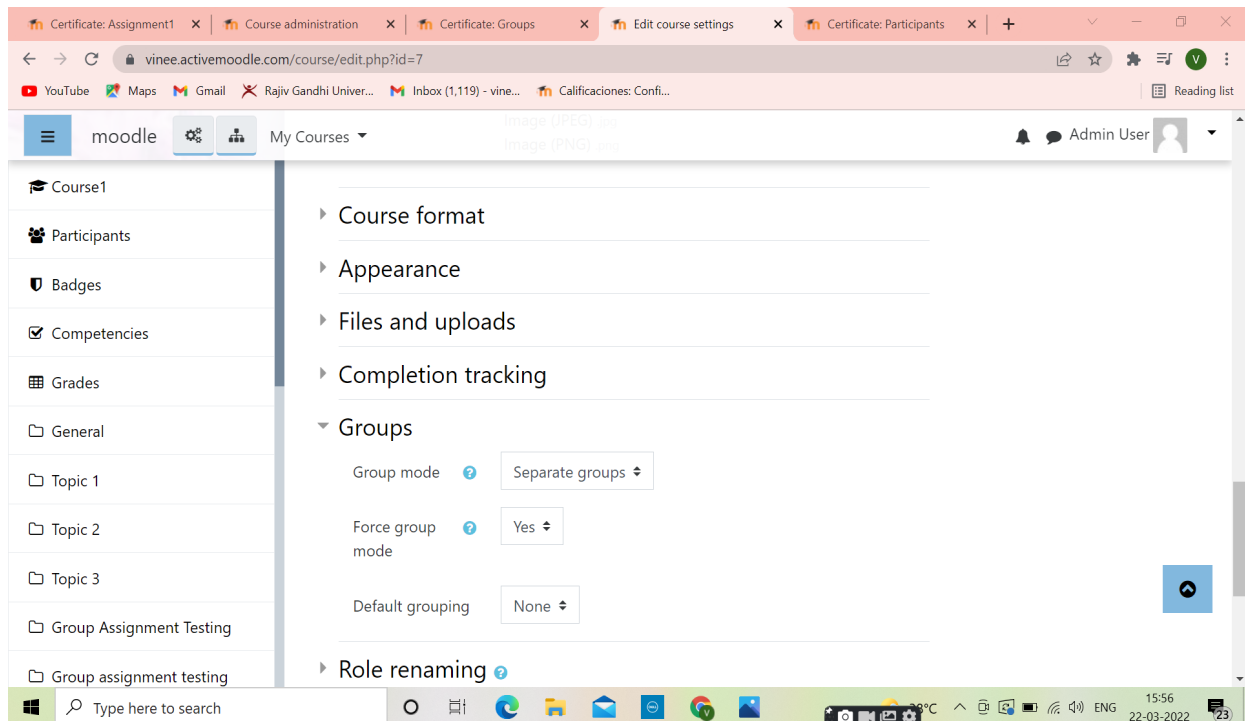 Certificate: Assignment1
Course administration
Certificate: Groups
Edit course settings
Certificate: Participants
vinee.activemoodle.com/course/edit.php?id=7
V
YouTube
Maps
Gmail
Rajiv Gandhi Univer...
Inbox (1,119) - vine...
Calificaciones: Confi...
Reading list
Image (JPEG) .jpg
Image (PNG) .png
moodle
My Courses
Admin User
Course1
Participants
Badges
Competencies
Grades
General
Topic 1
Topic 2
Topic 3
Group Assignment Testing
Group assignment testing
Course format
Appearance
Files and uploads
Completion tracking
Groups
Group mode
Separate groups
Force group
mode
Yes
Default grouping
None
Role renaming
Type here to search
ENG
15:56
22-03-2022
23